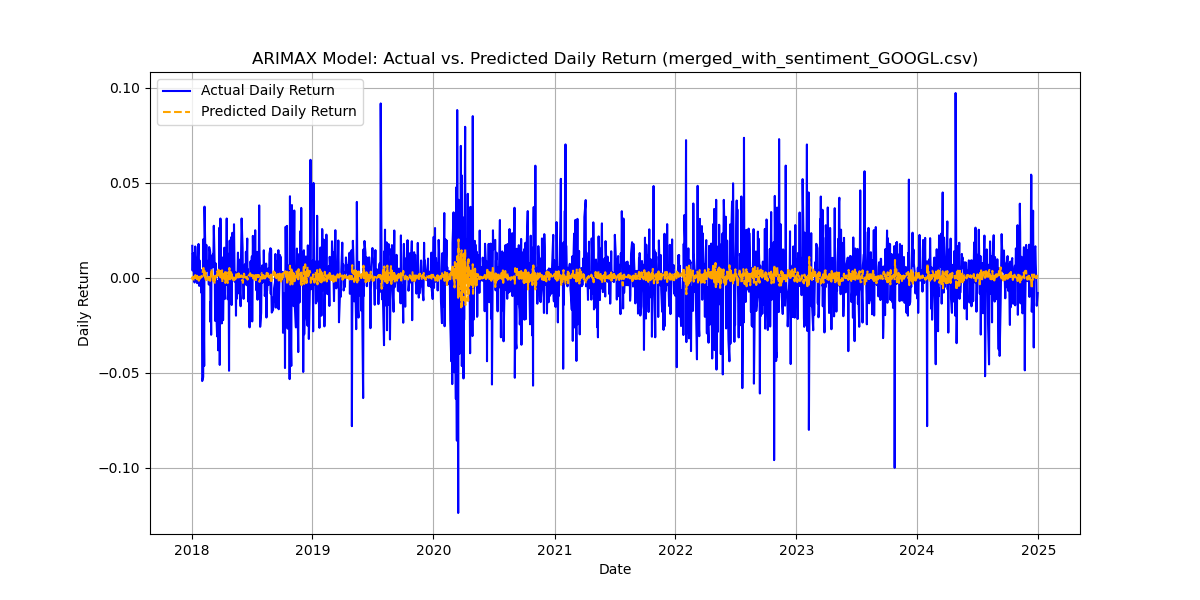 ARIMAX Model: Actual vs. Predicted Daily Return (merged_with_sentiment_GOOGL.csv)
Actual Daily Return
Predicted Daily Return
0.10
0.05
0.00
−0.05
−0.10
Daily Return
2018 2019 2020 2021 2022 2023 2024 2025
Date